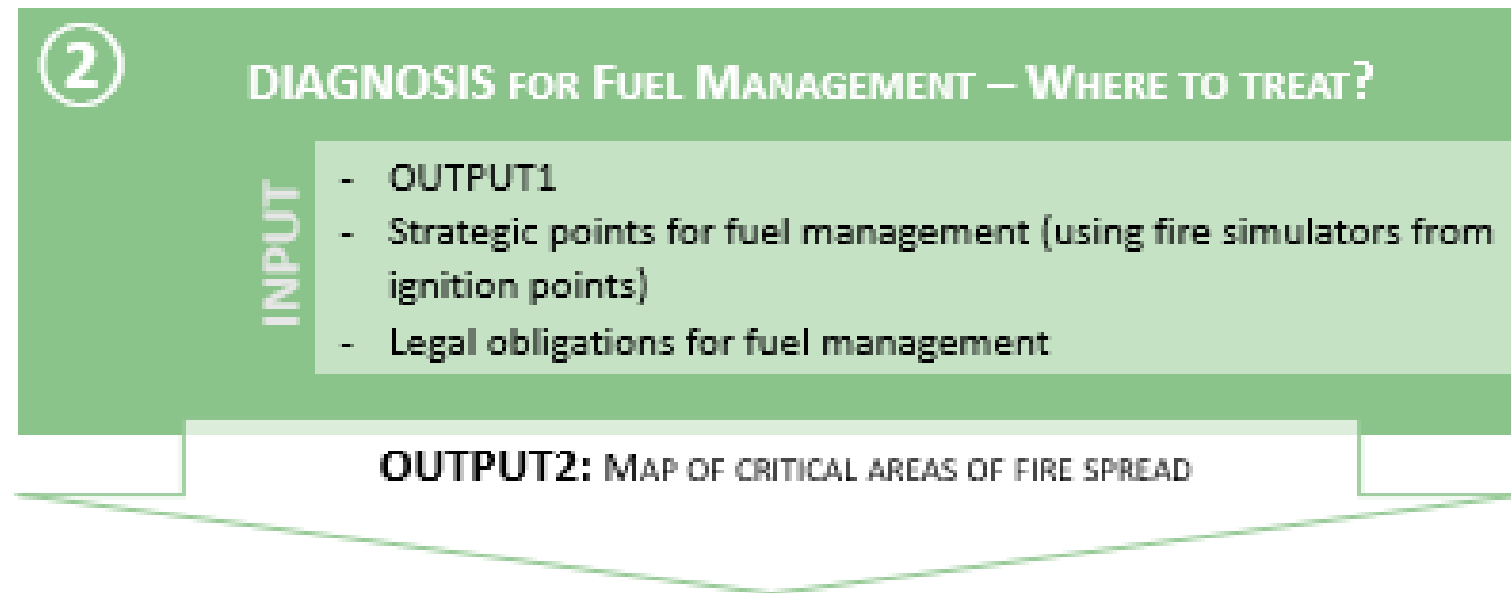 2
DIAGNOSIS FOR FUEL MANAGEMENT – WHERE TO TREAT?
INPUT
- OUTPUT1
- Strategic points for fuel management (using fire simulators from
ignition points)
- Legal obligations for fuel management
OUTPUT2: MAP OF CRITICAL AREAS OF FIRE SPREAD